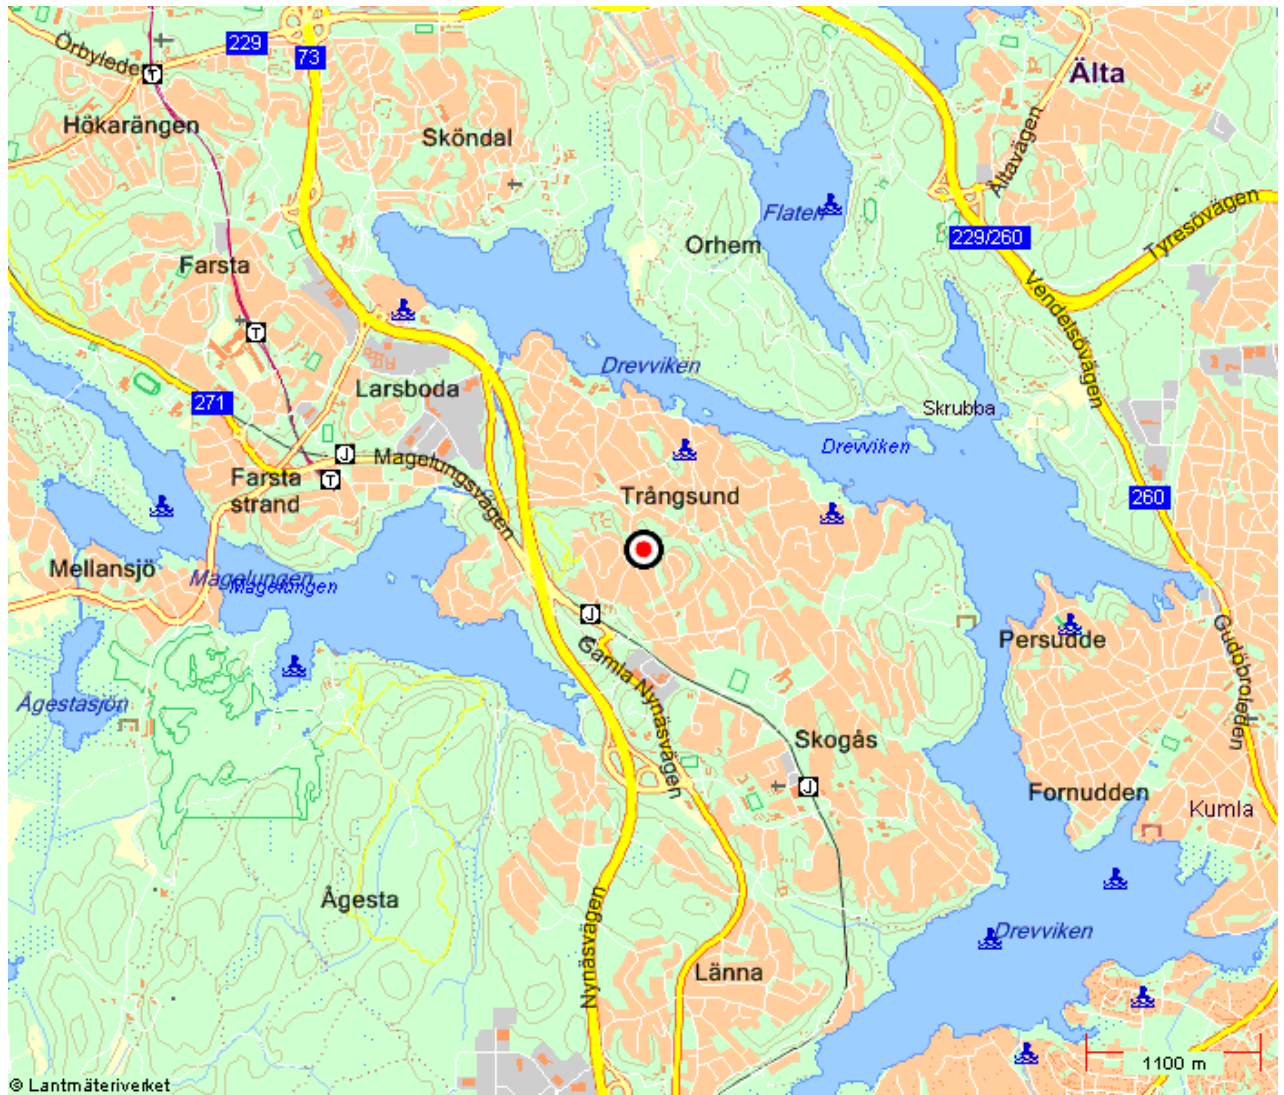 229
73
Örbylede
T
Älta
Hökarängen
Sköndal
Ältavägen
Flaten
Orhem
229/260
Tyresövägen
Farsta
Vendelsövägen
T
Drevviken
Larsboda
271
Skrubba
Drevviken
J
Magelungsvägen
T
Farsta
strand
Trångsund
260
Mellansjö
Magelungen
Magelungen
J
Persudde
Gudöbroleden
Gamla Nynäsvägen
Ågestasjön
Skogås
J
Fornudden
Kumla
Ågesta
Nynäsvägen
Drevviken
Länna
1100 m
© Lantmäteriverket